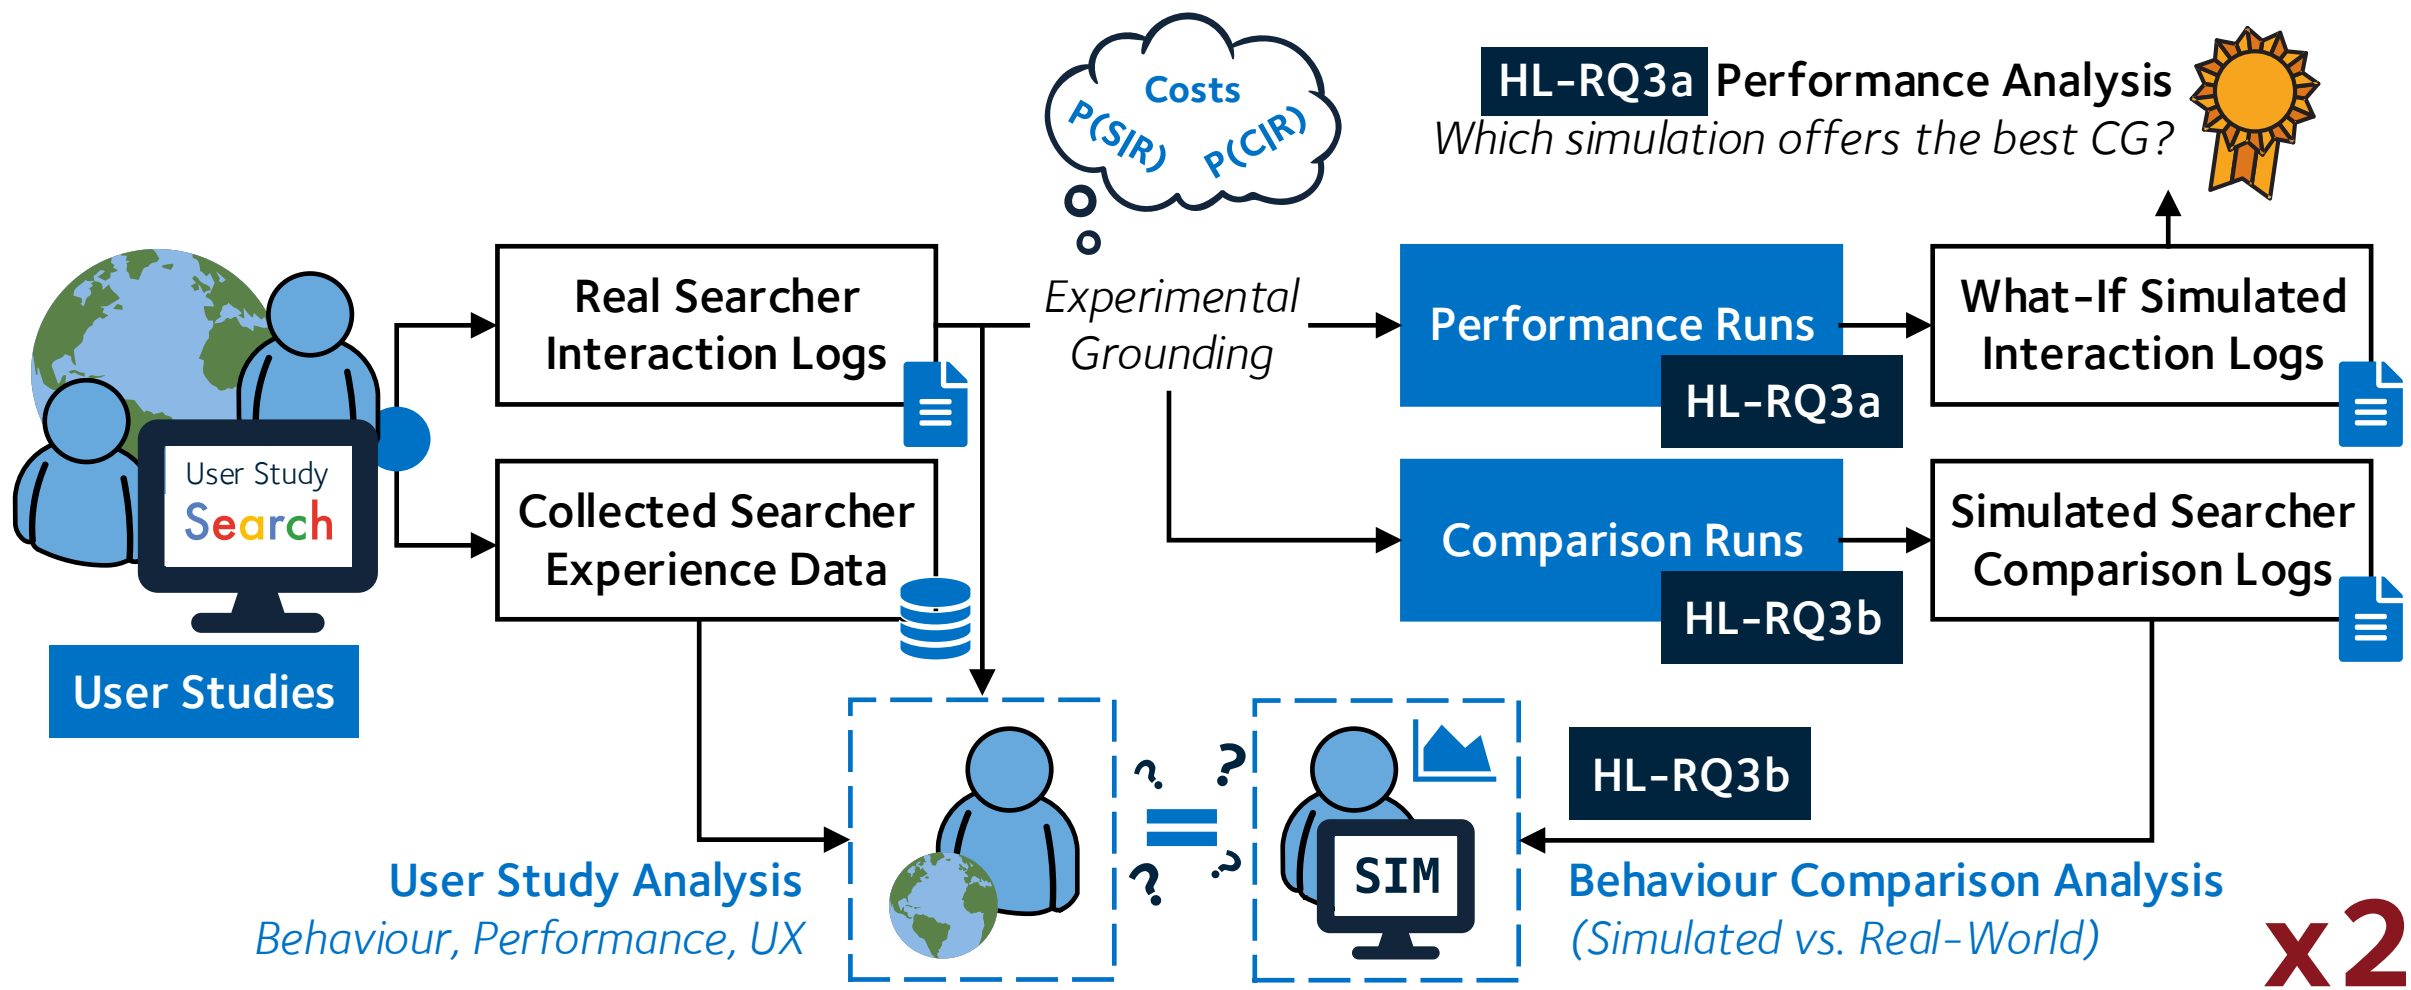 Costs
P(S|R)
P(C|R)
HL-RQ3a Performance Analysis
Which simulation offers the best CG?
Real Searcher
Interaction Logs
Experimental
Grounding
Performance Runs
HL-RQ3a
What-If Simulated
Interaction Logs
User Study
Search
Collected Searcher
Experience Data
Comparison Runs
HL-RQ3b
Simulated Searcher
Comparison Logs
User Studies
? ?
? ?
SIM
HL-RQ3b
User Study Analysis
Behaviour, Performance, UX
Behaviour Comparison Analysis
(Simulated vs. Real-World)
x2